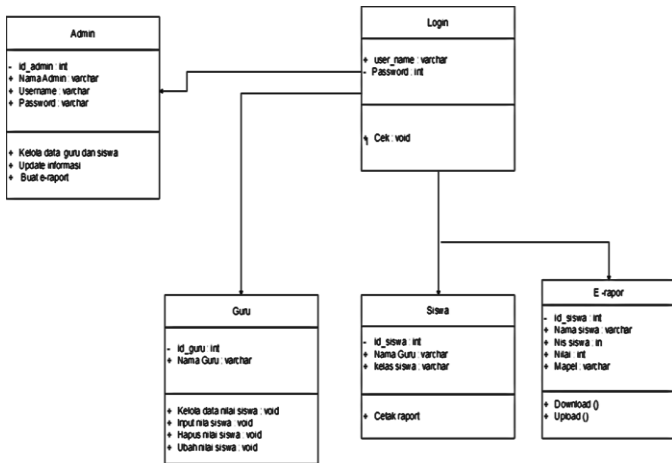 Admin
- id_admin : int
+ Nama Admin : varchar
+ Username : varchar
+ Password : varchar
+ Kelola data guru dan siswa
+ Update informasi
+ Buat e-raport
Login
+ user_name : varchar
- Password : int
+ Cek : void
Guru
- id_guru : int
+ Nama Guru : varchar
+ Kelola data nilai siswa : void
+ Input nila siswa : void
+ Hapus nilai siswa : void
+ Ubah nilai siswa : void
Siswa
- id_siswa : int
+ Nama Guru : varchar
+ kelas siswa : varchar
+ Cetak raport
E -rapor
- id_siswa : int
+ Nama siswa : varchar
+ Nis siswa : in
+ Nilai : int
+ Mapel : varchar
+ Download ()
+ Upload ()